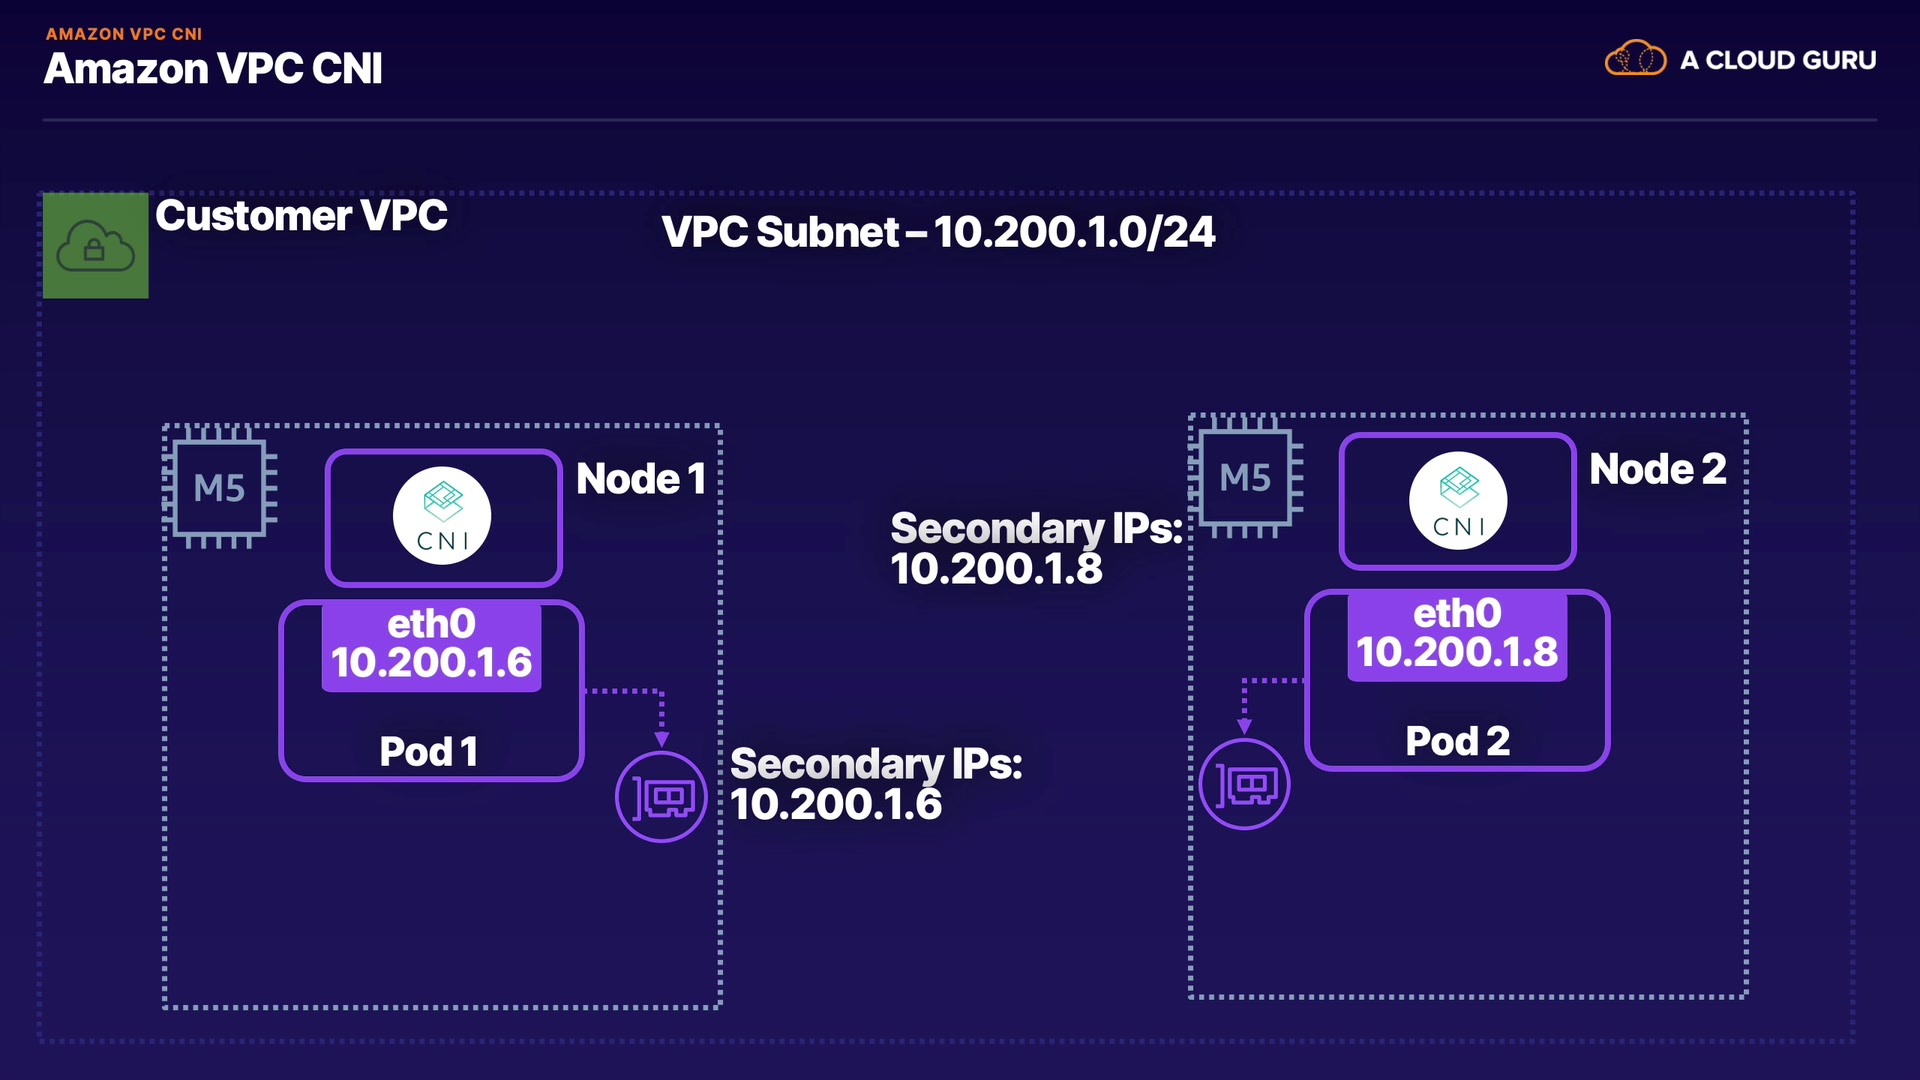 AMAZON VPC CNI
Amazon VPC CNI
A CLOUD GURU
Customer VPC
VPC Subnet – 10.200.1.0/24
M5
CNI
Node 1
eth0
10.200.1.6
Pod 1
Secondary IPs:
10.200.1.6
Secondary IPs:
10.200.1.8
M5
CNI
Node 2
eth0
10.200.1.8
Pod 2